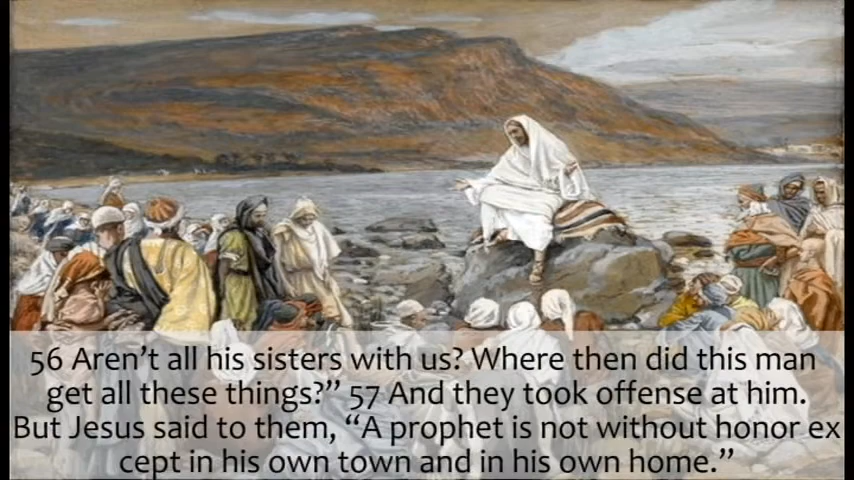 56 Aren’t all his sisters with us? Where then did this man
get all these things?” 57 And they took offense at him.
But Jesus said to them, “A prophet is not without honor ex
cept in his own town and in his own home.”